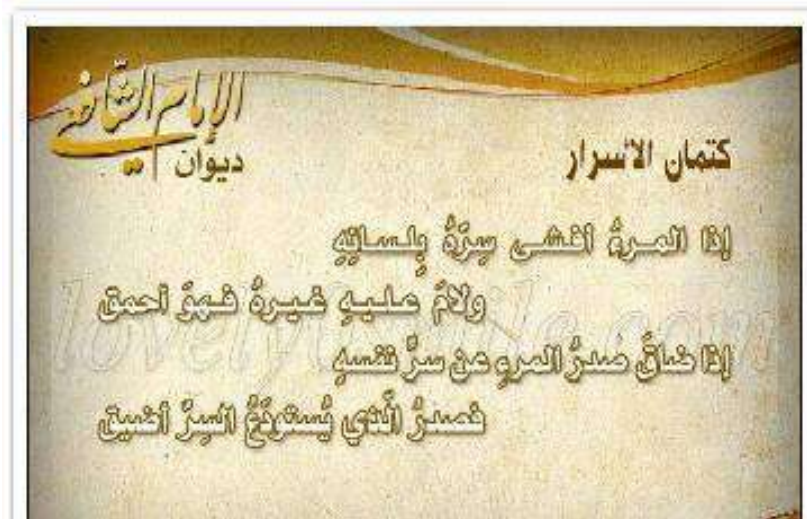 الإمام الشافعي
ديوان
كتمان الأسرار
إذا المرءُ أفشى سِرَّهُ بِلسانِهِ
ولامَ عليهِ غيرهُ فهوَ أحمق
إذا ضاقَ صدرُ المرءِ عن سرِّ نفسهِ
فصدرُ الَّذي يُستودَعُ السِرَّ أضيق